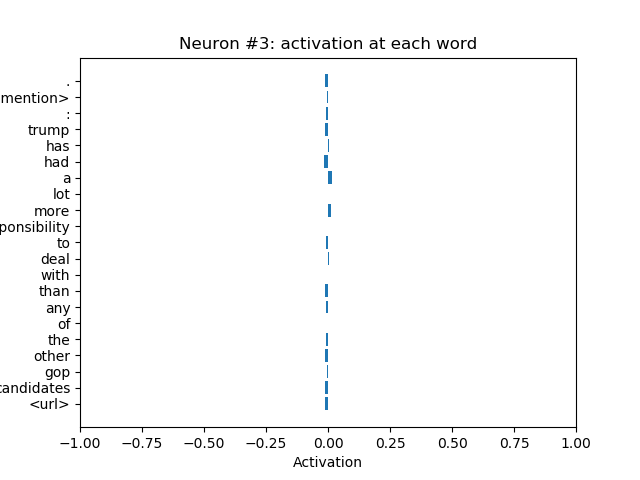 Neuron #3: activation at each word
.
mention>
:
trump
has
had
a
lot
more
ponsibility
to
deal
with
than
any
of
the
other
gop
candidates
<url>
−1.00 −0.75 −0.50 −0.25 0.00 0.25 0.50 0.75 1.00
Activation